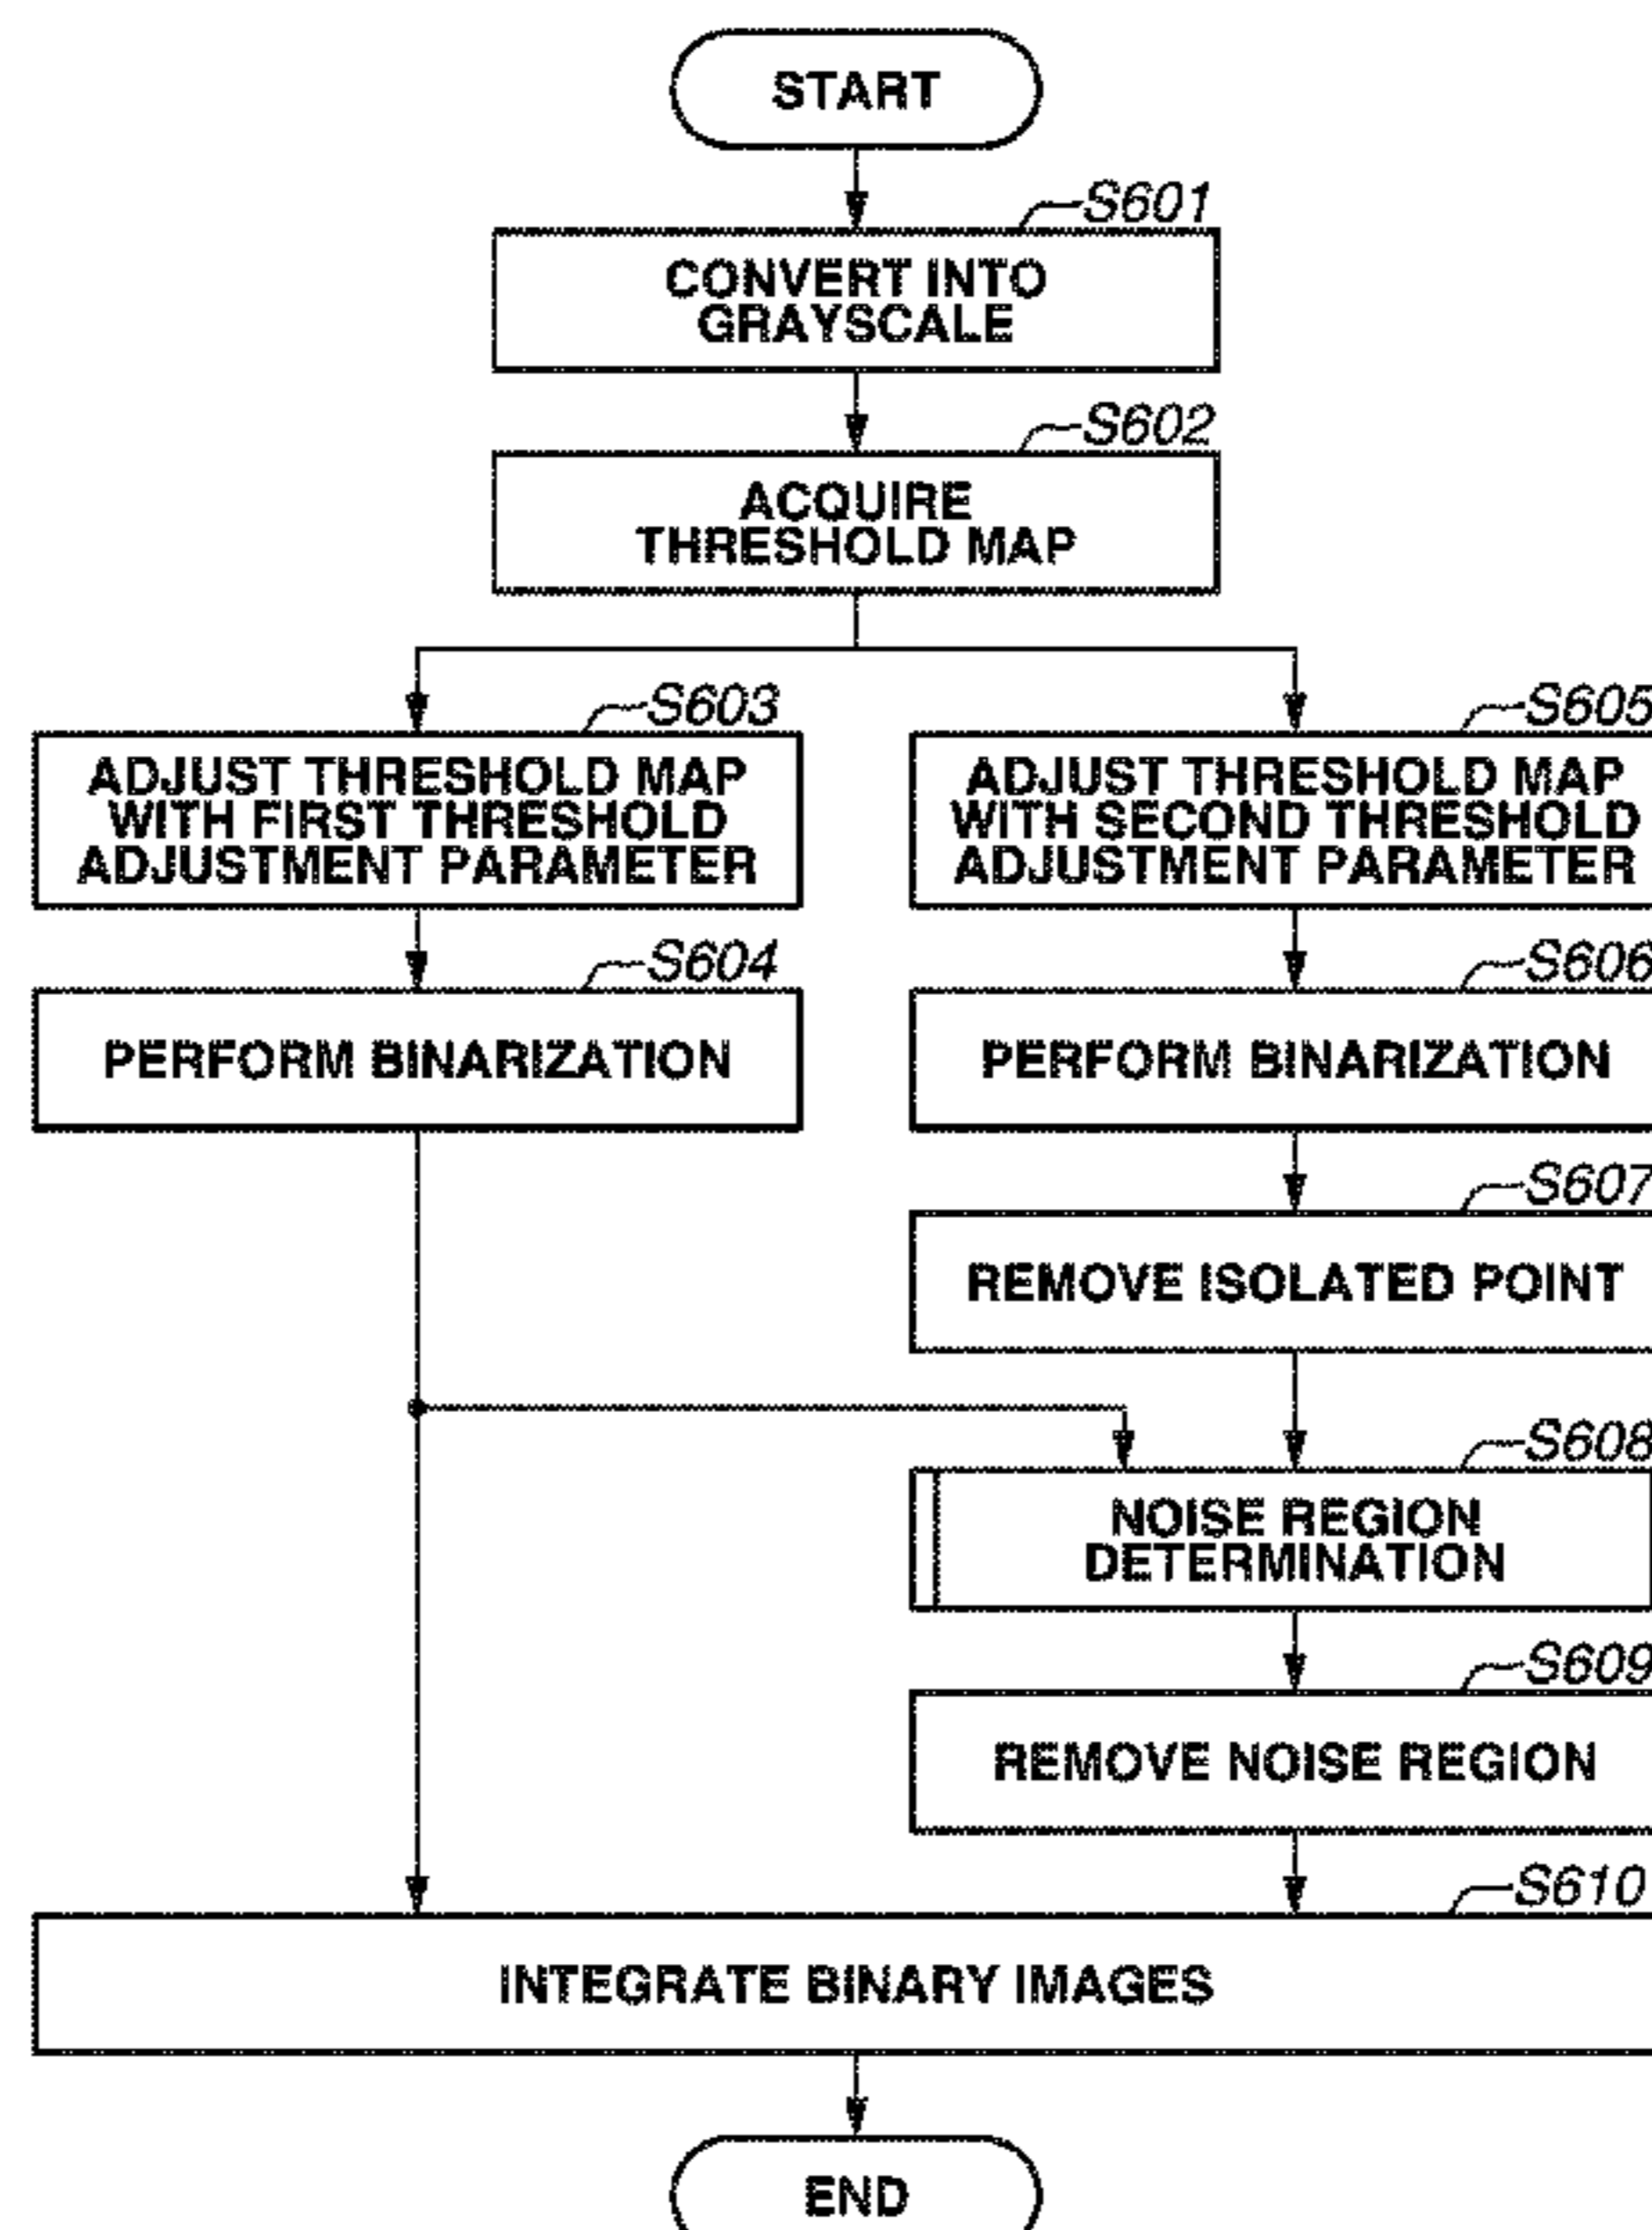 START
S601
CONVERT INTO
GRAYSCALE
S602
ACQUIRE
THRESHOLD MAP
S603
ADJUST THRESHOLD MAP
WITH FIRST THRESHOLD
ADJUSTMENT PARAMETER
S605
ADJUST THRESHOLD MAP
WITH SECOND THRESHOLD
ADJUSTMENT PARAMETER
S604
PERFORM BINARIZATION
S606
PERFORM BINARIZATION
S607
REMOVE ISOLATED POINT
S608
NOISE REGION
DETERMINATION
S609
REMOVE NOISE REGION
S610
INTEGRATE BINARY IMAGES
END